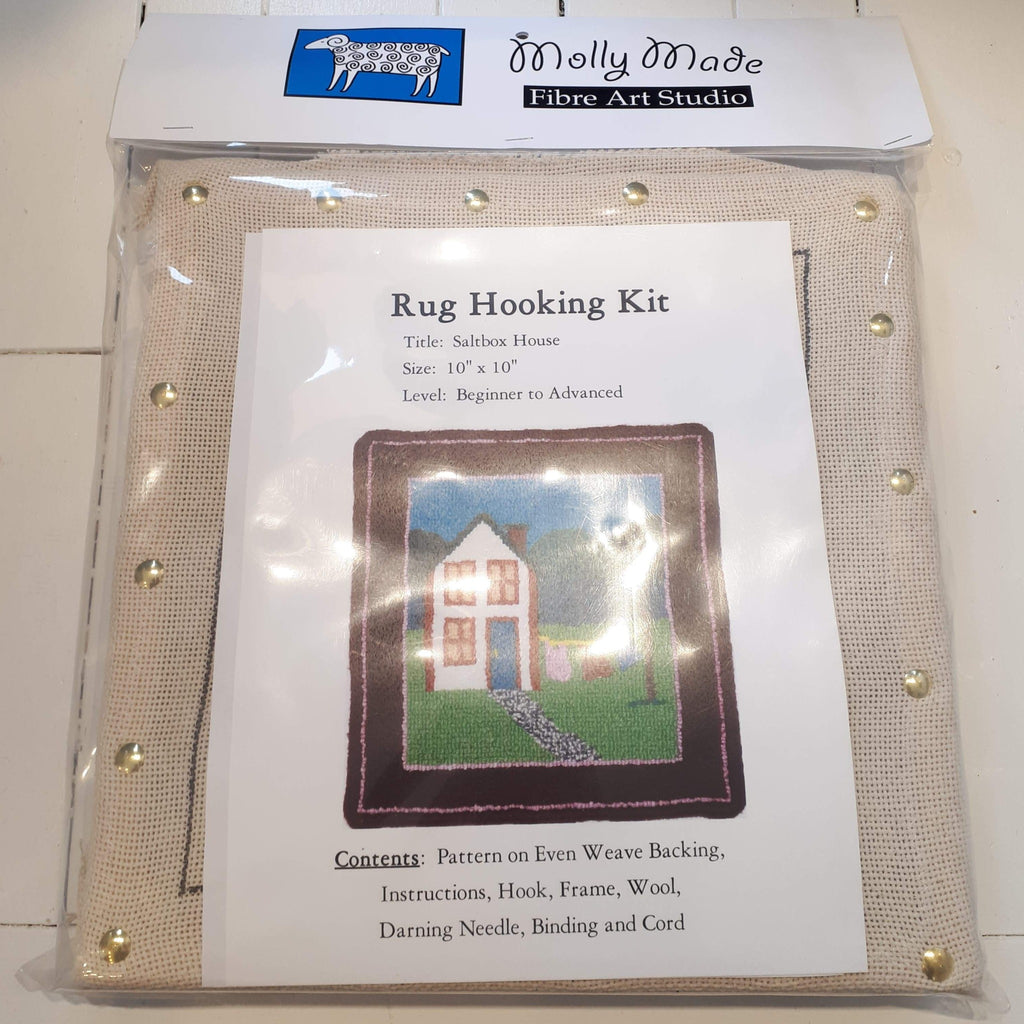 Molly Made
Fibre Art Studio
Rug Hooking Kit
Title: Saltbox House
Size: 10" x 10"
Level: Beginner to Advanced
Contents: Pattern on Even Weave Backing,
Instructions, Hook, Frame, Wool,
Darning Needle, Binding and Cord